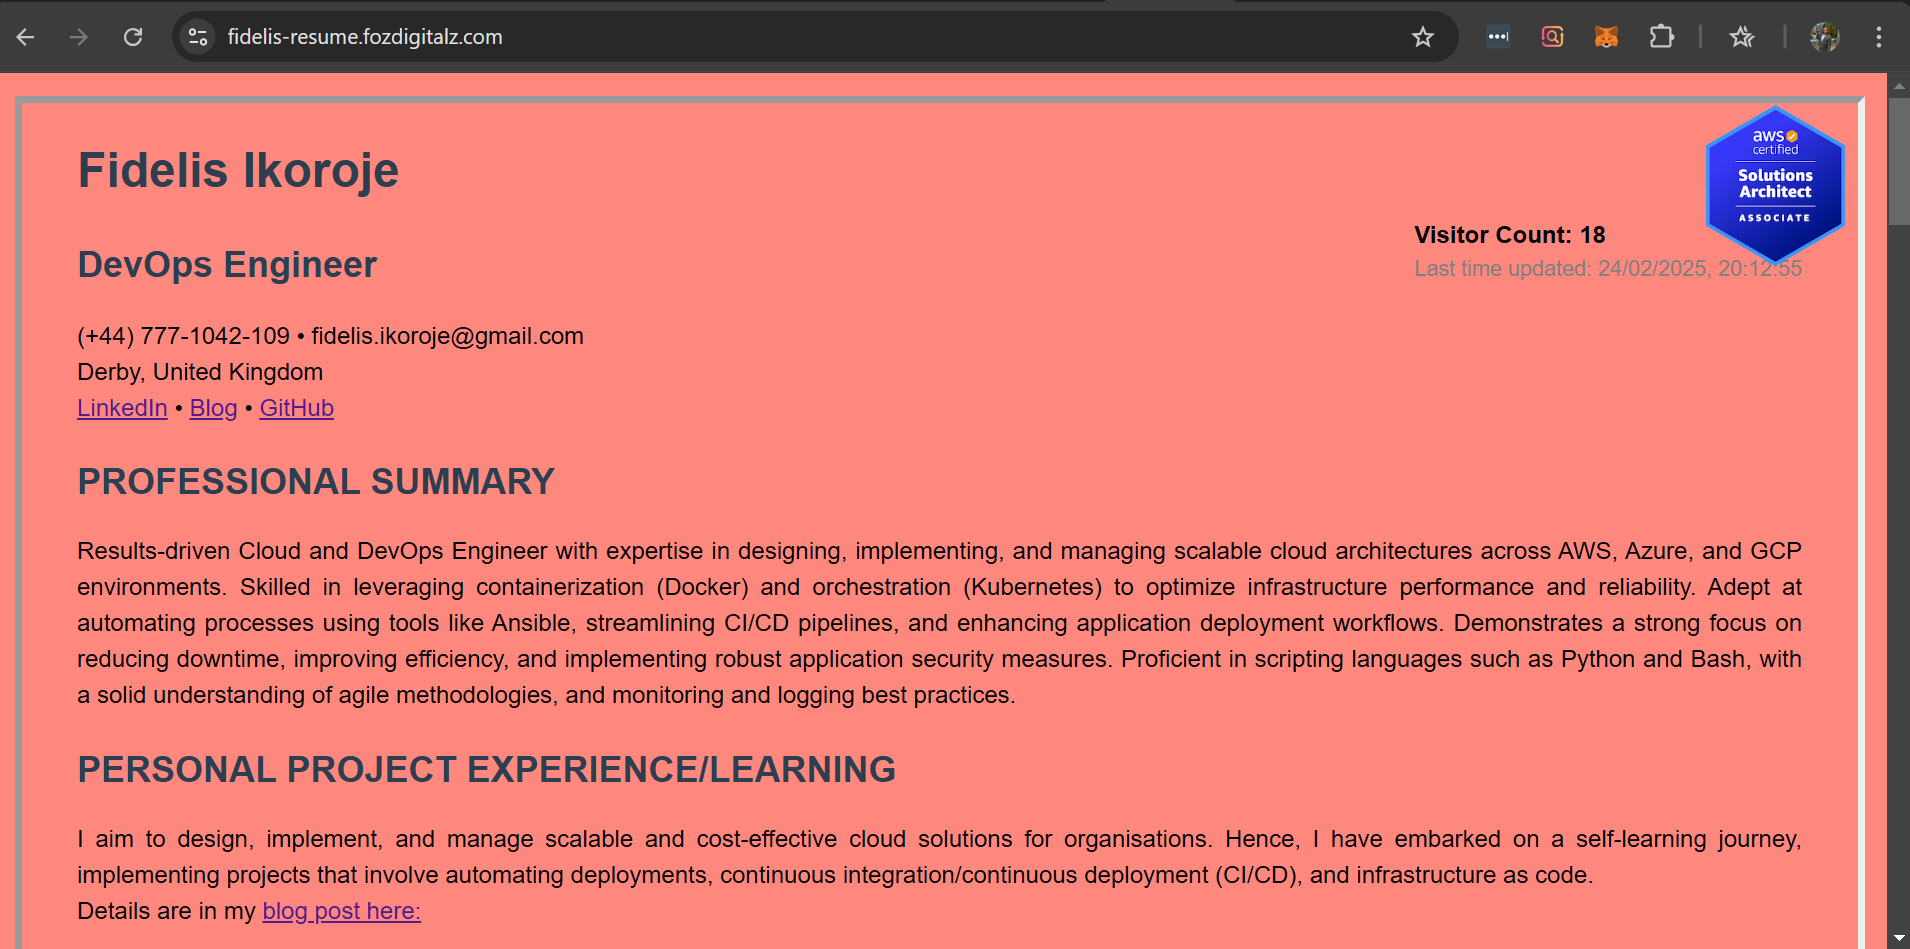 fidelis-resume.fozdigitalz.com
Fidelis Ikoroje
aws
certified
Solutions
Architect
ASSOCIATE
Visitor Count: 18
Last time updated: 24/02/2025, 20:12:55
DevOps Engineer
(+44) 777-1042-109 • fidelis.ikoroje@gmail.com
Derby, United Kingdom
LinkedIn • Blog • GitHub
PROFESSIONAL SUMMARY
Results-driven Cloud and DevOps Engineer with expertise in designing, implementing, and managing scalable cloud architectures across AWS, Azure, and GCP
environments. Skilled in leveraging containerization (Docker) and orchestration (Kubernetes) to optimize infrastructure performance and reliability. Adept at
automating processes using tools like Ansible, streamlining CI/CD pipelines, and enhancing application deployment workflows. Demonstrates a strong focus on
reducing downtime, improving efficiency, and implementing robust application security measures. Proficient in scripting languages such as Python and Bash, with
a solid understanding of agile methodologies, and monitoring and logging best practices.
PERSONAL PROJECT EXPERIENCE/LEARNING
I aim to design, implement, and manage scalable and cost-effective cloud solutions for organisations. Hence, I have embarked on a self-learning journey,
implementing projects that involve automating deployments, continuous integration/continuous deployment (CI/CD), and infrastructure as code.
Details are in my blog post here: